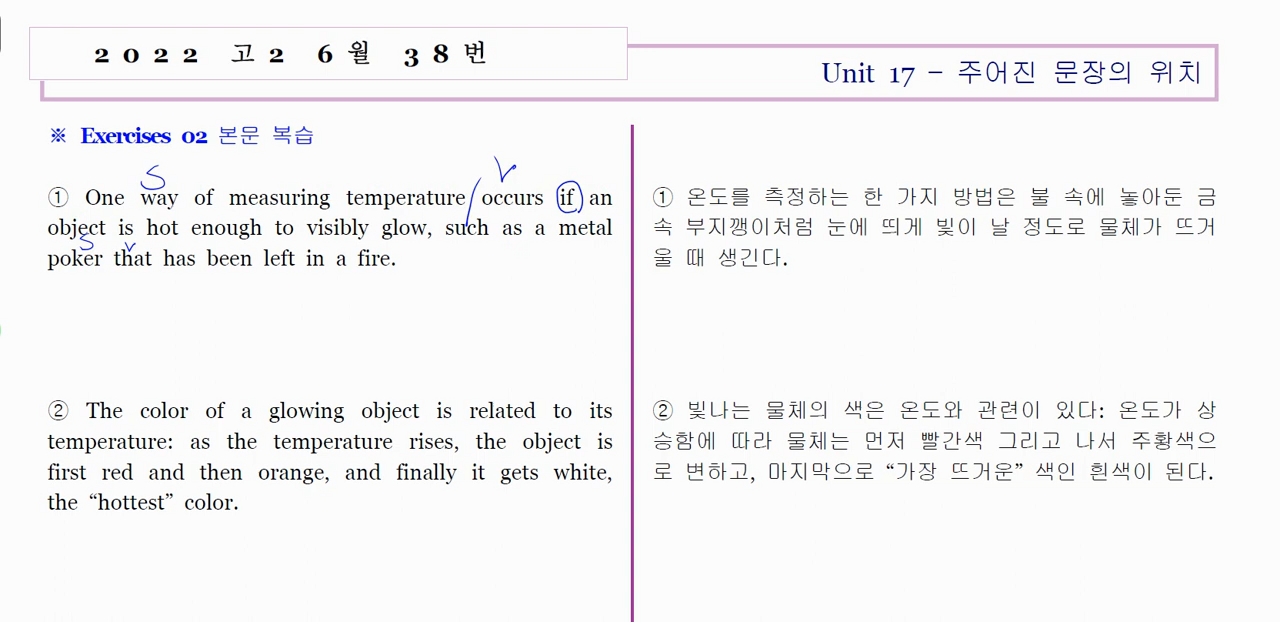 2022 고2 6월 38번
Unit 17 – 주어진 문장의 위치
※ Exercises 02 본문 복습
S
V
① One way of measuring temperature / occurs if an
object is hot enough to visibly glow, such as a metal
S V
poker that has been left in a fire.
② The color of a glowing object is related to its
temperature: as the temperature rises, the object is
first red and then orange, and finally it gets white,
the “hottest” color.
① 온도를 측정하는 한 가지 방법은 불 속에 놓아둔 금
속 부지깽이처럼 눈에 띄게 빛이 날 정도로 물체가 뜨거
울 때 생긴다.
② 빛나는 물체의 색은 온도와 관련이 있다: 온도가 상
승함에 따라 물체는 먼저 빨간색 그리고 나서 주황색으
로 변하고, 마지막으로 “가장 뜨거운” 색인 흰색이 된다.